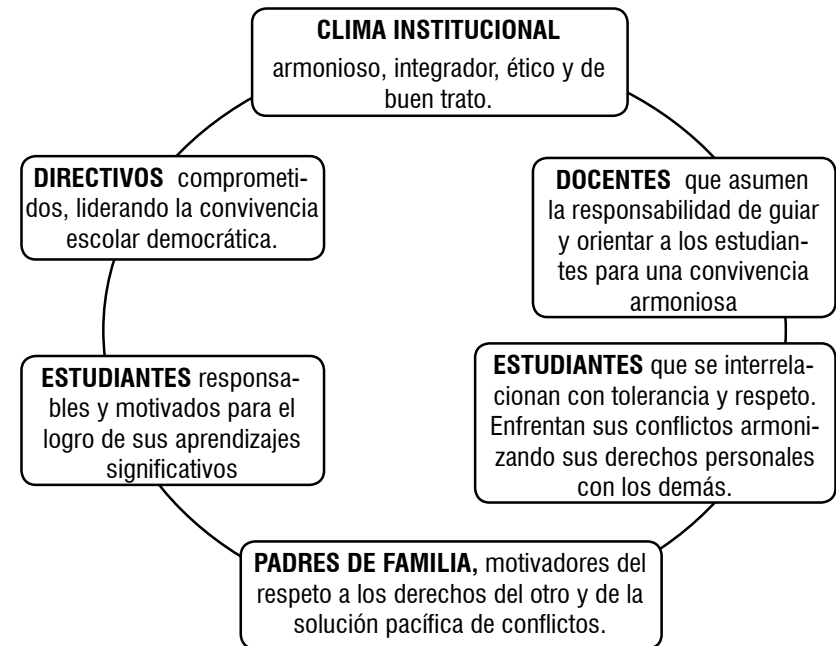 CLIMA INSTITUCIONAL
armonioso, integrador, ético y de
buen trato.
DIRECTIVOS comprometi-
dos, liderando la convivencia
escolar democrática.
DOCENTES que asumen
la responsabilidad de guiar
y orientar a los estudian-
tes para una convivencia
armoniosa
ESTUDIANTES responsa-
bles y motivados para el
logro de sus aprendizajes
significativos
ESTUDIANTES que se interrela-
cionan con tolerancia y respeto.
Enfrentan sus conflictos armoni-
zando sus derechos personales
con los demás.
PADRES DE FAMILIA, motivadores del
respeto a los derechos del otro y de la
solución pacífica de conflictos.